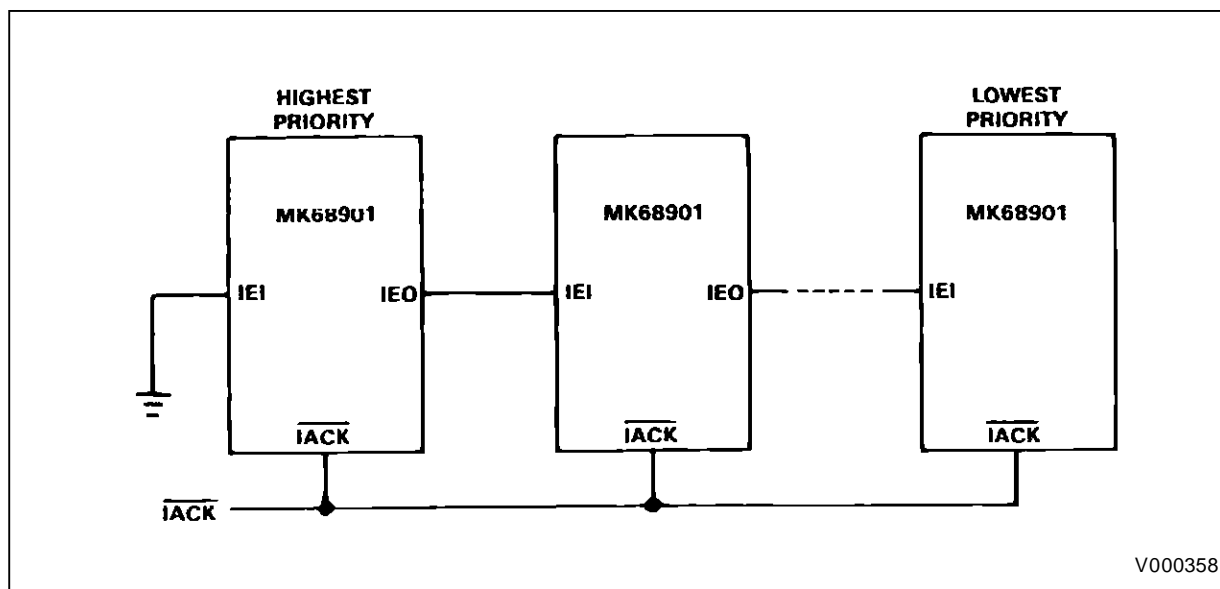 HIGHEST
PRIORITY
LOWEST
PRIORITY
MK68901
MK68901
MK68901
IEI
IEO
IEI
IEO
IEI
IACK
IACK
IACK
IACK
V000358